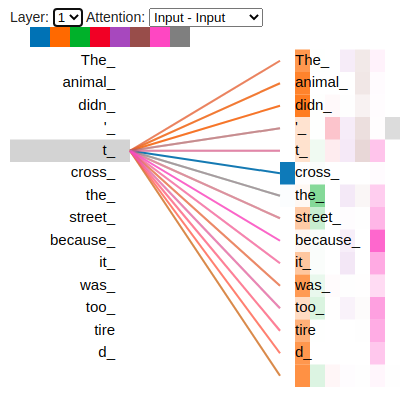 Layer: 1 Attention: Input - Input
The_ The_
animal_ animal_
didn_ didn_
'_ '_
t_ t_
cross_ cross_
the_ the_
street_ street_
because_ because_
it_ it_
was_ was_
too_ too_
tire tire
d_ d_